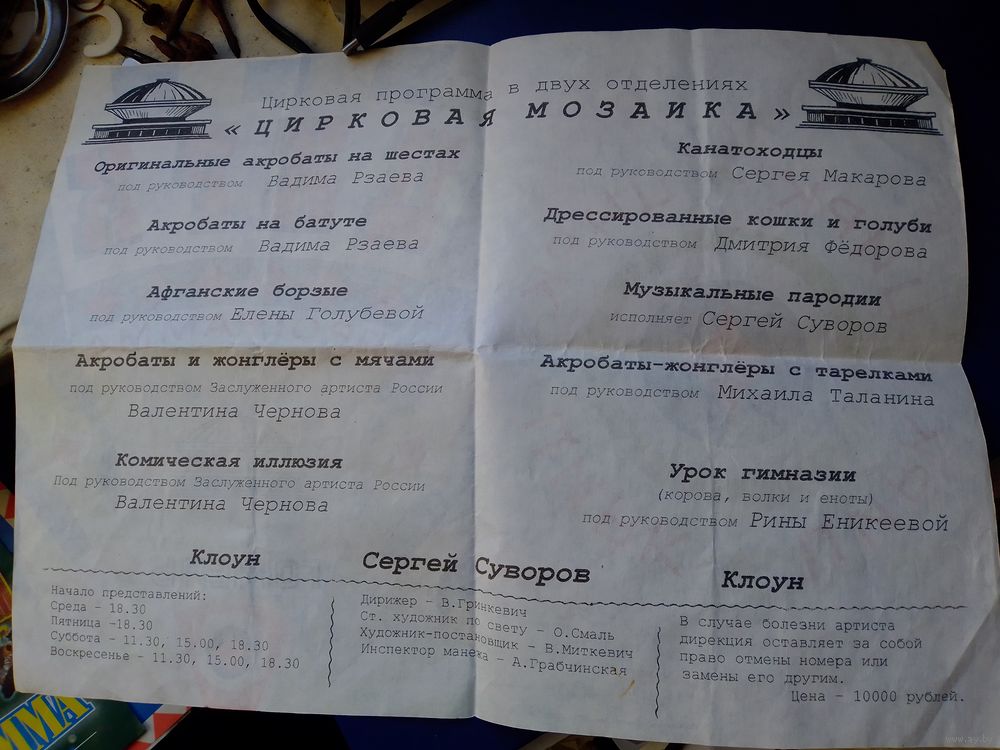 Цирковая программа в двух отделениях
«ЦИРКОВАЯ МОЗАИКА»
Оригинальные акробаты на шестах
под руководством Вадима Рзаева
Акробаты на батуте
под руководством Вадима Рзаева
Афганские борзые
под руководством Елены Голубевой
Акробаты и жонглёры с мячами
под руководством Заслуженного артиста России
Валентина Чернова
Комическая иллюзия
Под руководством Заслуженного артиста России
Валентина Чернова
Канатоходцы
под руководством Сергея Макарова
Дрессированные кошки и голуби
под руководством Дмитрия Фёдорова
Музыкальные пародии
исполняет Сергей Суворов
Акробаты-жонглёры с тарелками
под руководством Михаила Таланина
Урок гимназии
(корова, волки и еноты)
под руководством Рины Еникеевой
Клоун Сергей Суворов Клоун
Начало представлений:
Среда - 18.30
Пятница -18.30
Суббота - 11.30, 15.00, 18.30
Воскресенье - 11.30, 15.00, 18.30
Дирижер - В.Гринкевич
Ст. художник по свету - О.Смаль
Художник-постановщик - В.Миткевич
Инспектор манежа - А.Грабчинская
В случае болезни артиста
дирекция оставляет за собой
право отмены номера или
замены его другим.
Цена - 10000 рублей.
ИМА
www.ay.by